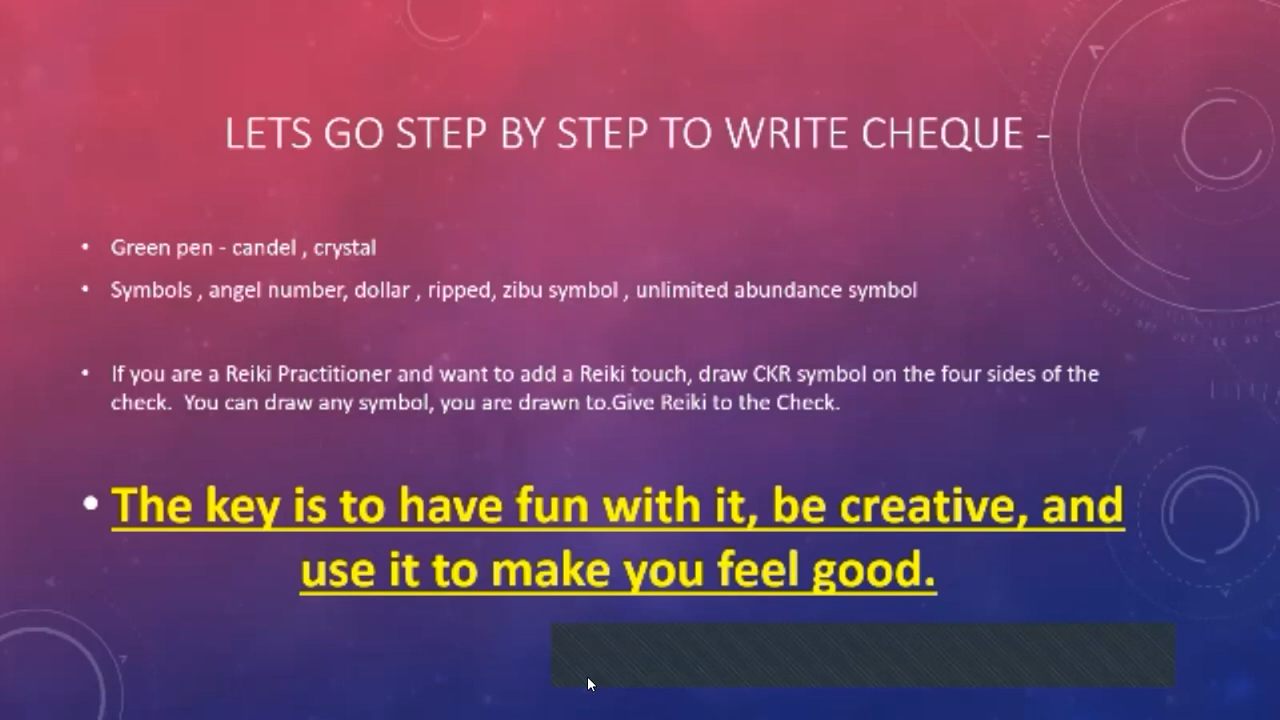 LETS GO STEP BY STEP TO WRITE CHEQUE -
• Green pen - candel , crystal
• Symbols , angel number, dollar , ripped, zibu symbol , unlimited abundance symbol
• If you are a Reiki Practitioner and want to add a Reiki touch, draw CKR symbol on the four sides of the
check.  You can draw any symbol, you are drawn to.Give Reiki to the Check.
• The key is to have fun with it, be creative, and
use it to make you feel good.